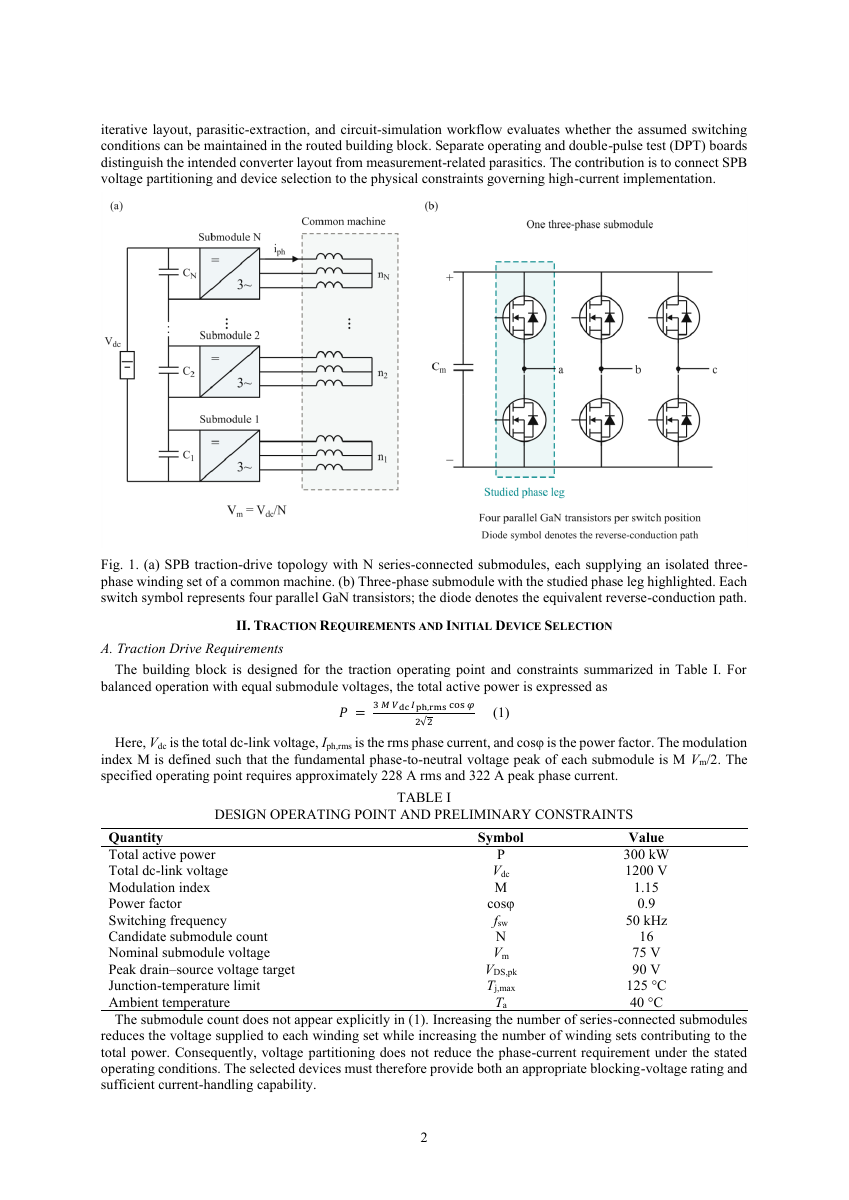 iterative layout, parasitic-extraction, and circuit-simulation workflow evaluates whether the assumed switching
conditions can be maintained in the routed building block. Separate operating and double-pulse test (DPT) boards
distinguish the intended converter layout from measurement-related parasitics. The contribution is to connect SPB
voltage partitioning and device selection to the physical constraints governing high-current implementation.
(a)
Common machine
Submodule N
iph
CN
=
3~
nN
⋮
⋮
⋮
Vdc
Submodule 2
C2
=
3~
n2
Submodule 1
C1
=
3~
n1
Vm = Vdc/N
(b)
One three-phase submodule
+
Cm
a
b
c
−
Studied phase leg
Four parallel GaN transistors per switch position
Diode symbol denotes the reverse-conduction path
Fig. 1. (a) SPB traction-drive topology with N series-connected submodules, each supplying an isolated three-
phase winding set of a common machine. (b) Three-phase submodule with the studied phase leg highlighted. Each
switch symbol represents four parallel GaN transistors; the diode denotes the equivalent reverse-conduction path.
II. TRACTION REQUIREMENTS AND INITIAL DEVICE SELECTION
A. Traction Drive Requirements
The building block is designed for the traction operating point and constraints summarized in Table I. For
balanced operation with equal submodule voltages, the total active power is expressed as
P = 3 M Vdc Iph,rms cos φ / 2√2 (1)
Here, Vdc is the total dc-link voltage, Iph,rms is the rms phase current, and cosφ is the power factor. The modulation
index M is defined such that the fundamental phase-to-neutral voltage peak of each submodule is M Vm/2. The
specified operating point requires approximately 228 A rms and 322 A peak phase current.
TABLE I
DESIGN OPERATING POINT AND PRELIMINARY CONSTRAINTS
Quantity Symbol Value
Total active power P 300 kW
Total dc-link voltage Vdc 1200 V
Modulation index M 1.15
Power factor cosφ 0.9
Switching frequency fsw 50 kHz
Candidate submodule count N 16
Nominal submodule voltage Vm 75 V
Peak drain–source voltage target VDS,pk 90 V
Junction-temperature limit Tj,max 125 °C
Ambient temperature Ta 40 °C
The submodule count does not appear explicitly in (1). Increasing the number of series-connected submodules
reduces the voltage supplied to each winding set while increasing the number of winding sets contributing to the
total power. Consequently, voltage partitioning does not reduce the phase-current requirement under the stated
operating conditions. The selected devices must therefore provide both an appropriate blocking-voltage rating and
sufficient current-handling capability.
2